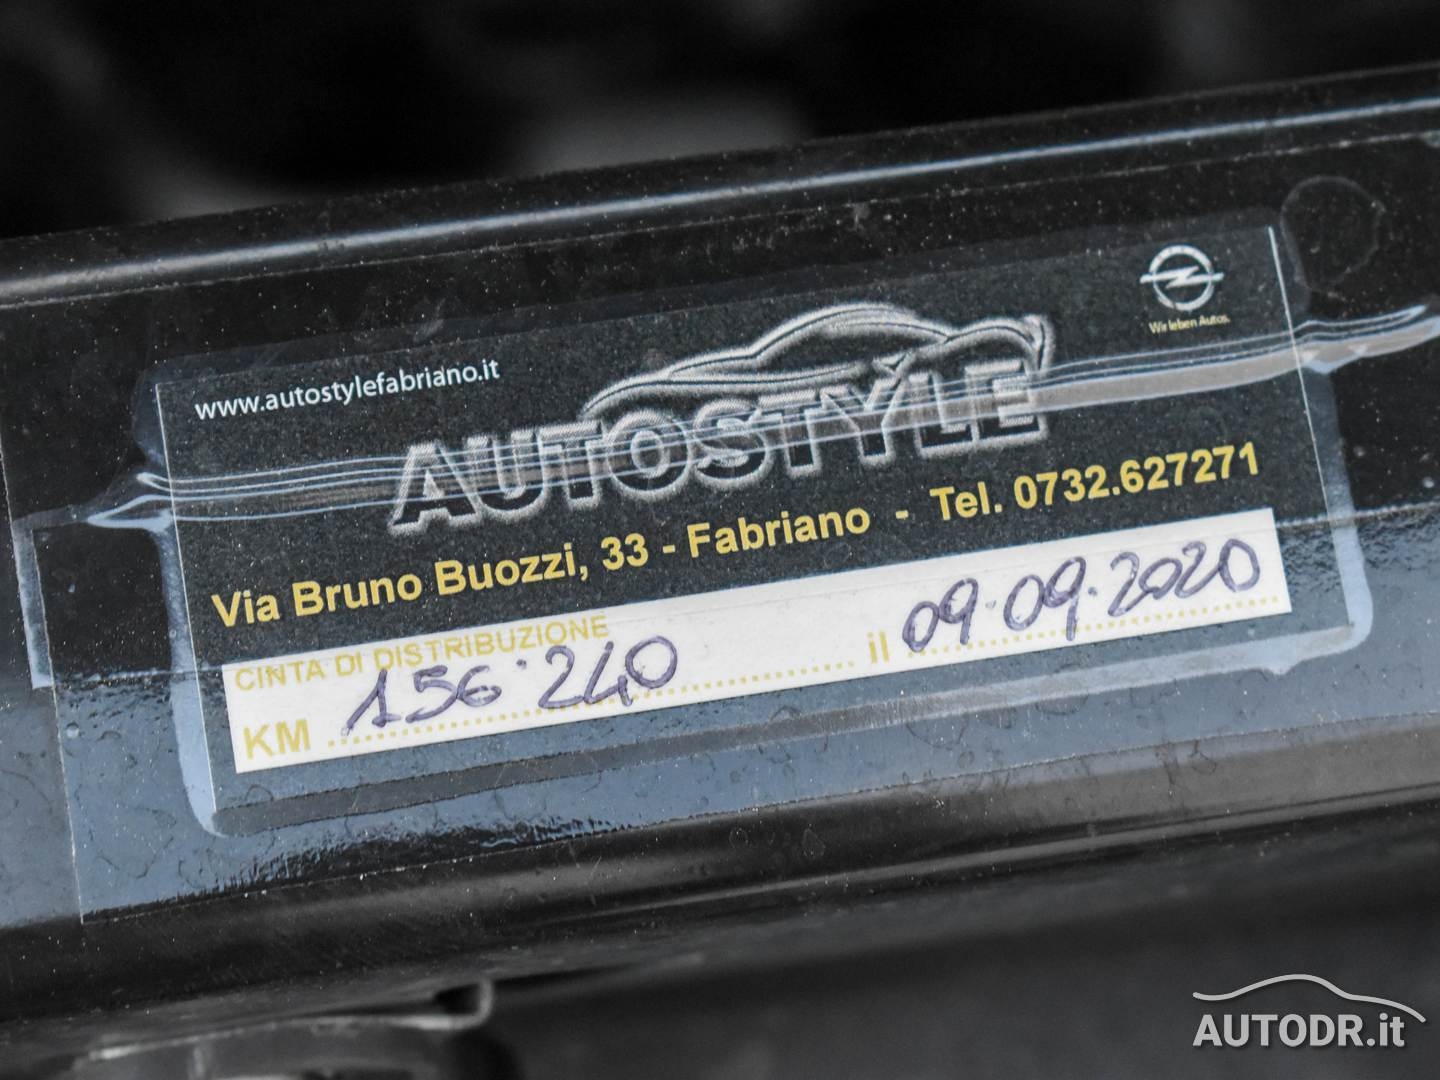 www.autostylefabriano.it
Wir leben Autos.
AUTOSTYLE
Via Bruno Buozzi, 33 - Fabriano - Tel. 0732.627271
CINTA DI DISTRIBUZIONE
KM 156.240 il 09.09.2020
AUTODR.it